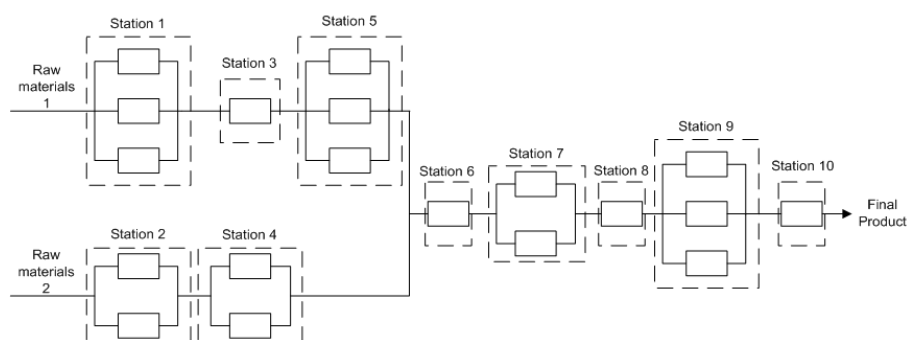 Station 1
Station 5
Raw
materials
1
Station 3
Station 9
Station 6
Station 7
Station 8
Station 10
Final
Product
Raw
materials
2
Station 2
Station 4